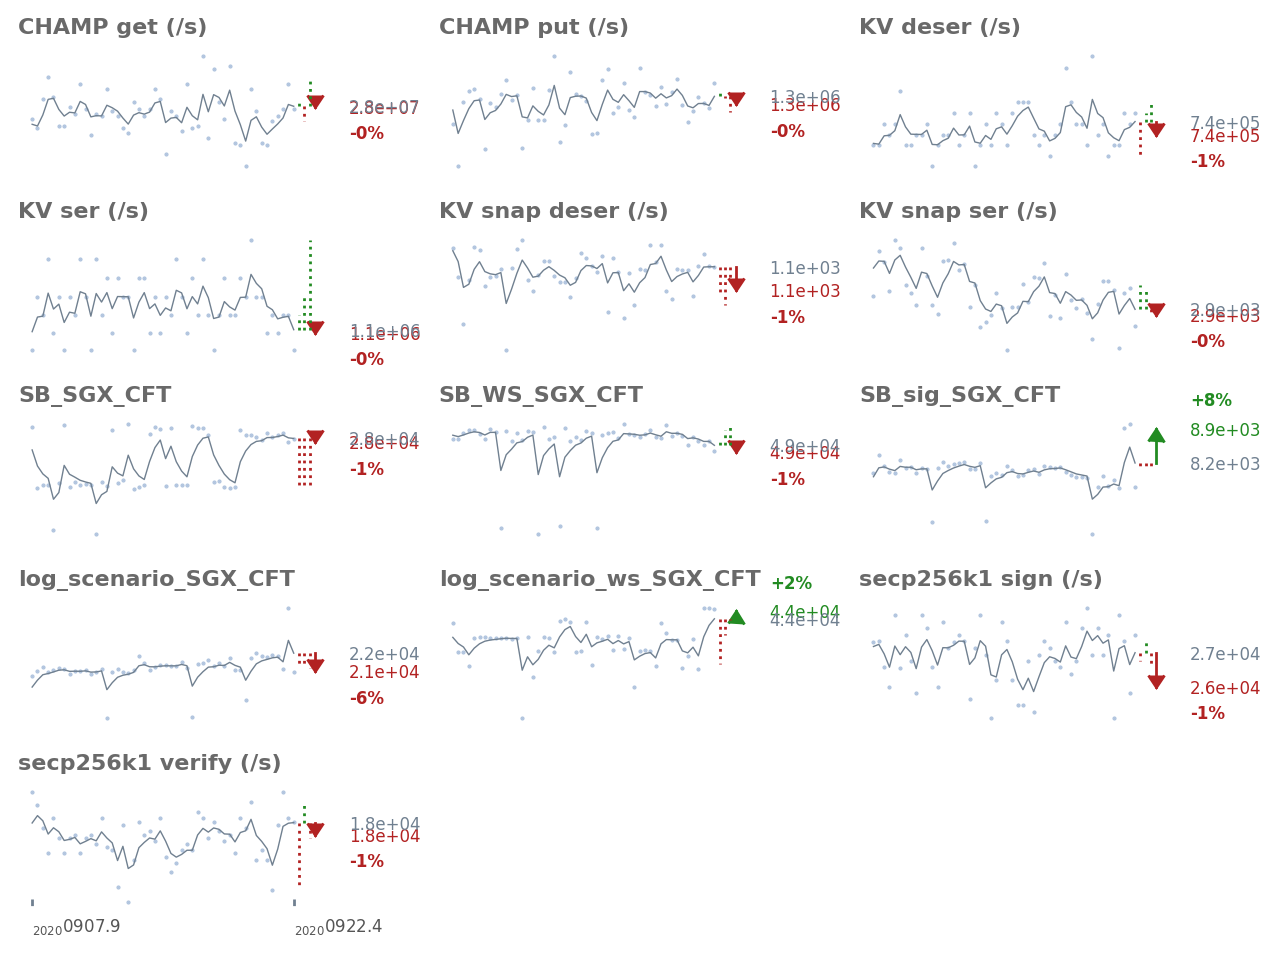 CHAMP get (/s)
2.8e+07
2.8e+07
-0%
CHAMP put (/s)
1.3e+06
1.3e+06
-0%
KV deser (/s)
7.4e+05
7.4e+05
-1%
KV ser (/s)
1.1e+06
1.1e+06
-0%
KV snap deser (/s)
1.1e+03
1.1e+03
-1%
KV snap ser (/s)
2.9e+03
2.9e+03
-0%
SB_SGX_CFT
2.8e+04
2.8e+04
-1%
SB_WS_SGX_CFT
4.9e+04
4.9e+04
-1%
SB_sig_SGX_CFT
+8%
8.9e+03
8.2e+03
log_scenario_SGX_CFT
2.2e+04
2.1e+04
-6%
log_scenario_ws_SGX_CFT
+2%
4.4e+04
4.4e+04
secp256k1 sign (/s)
2.7e+04
2.6e+04
-1%
secp256k1 verify (/s)
1.8e+04
1.8e+04
-1%
20200907.9
20200922.4